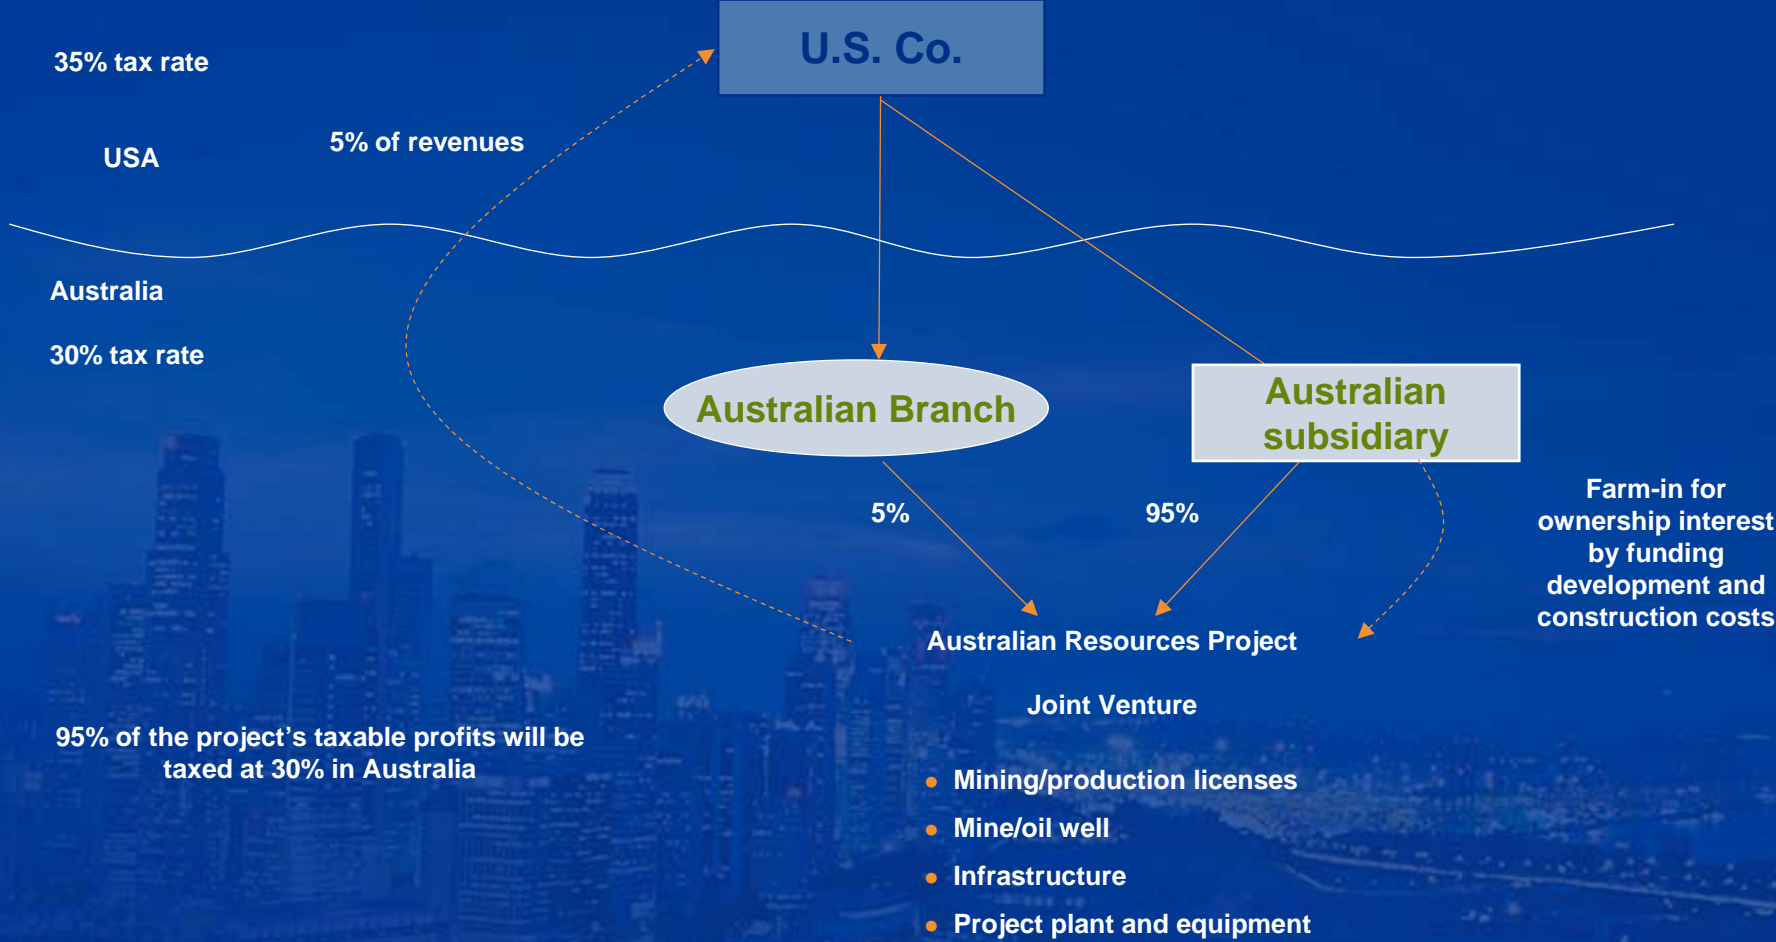 U.S. Co.
35% tax rate
5% of revenues
USA
Australia
30% tax rate
Australian Branch
Australian
subsidiary
5%
95%
Farm-in for
ownership interest
by funding
development and
construction costs
Australian Resources Project
Joint Venture
95% of the project’s taxable profits will be
taxed at 30% in Australia
• Mining/production licenses
• Mine/oil well
• Infrastructure
• Project plant and equipment